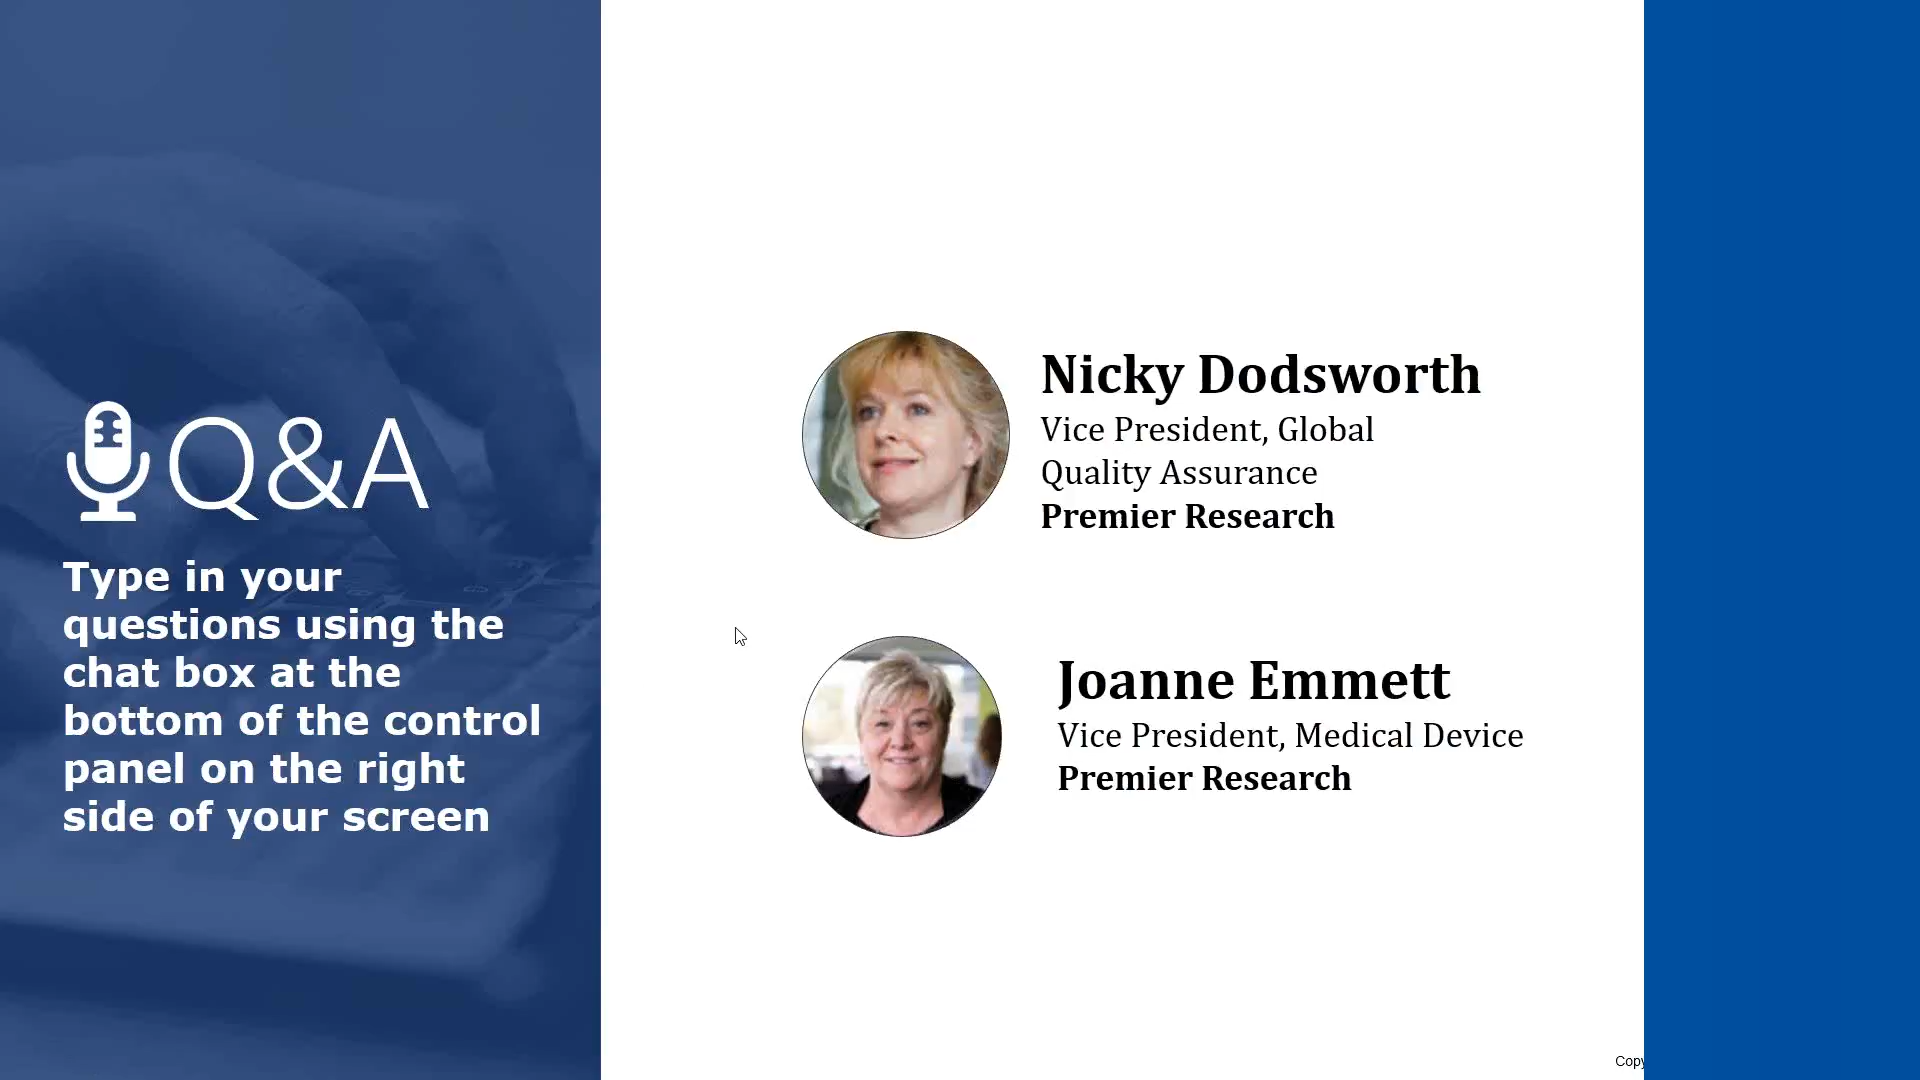 Q&A
Type in your
questions using the
chat box at the
bottom of the control
panel on the right
side of your screen
Nicky Dodsworth
Vice President, Global
Quality Assurance
Premier Research
Joanne Emmett
Vice President, Medical Device
Premier Research
Copy